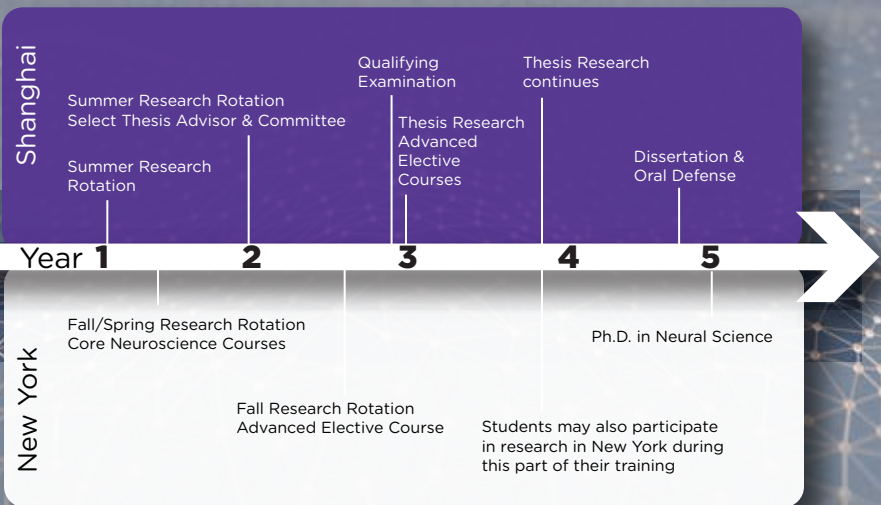 Shanghai
Summer Research Rotation
Select Thesis Advisor & Committee
Summer Research
Rotation
Qualifying
Examination
Thesis Research
Advanced
Elective
Courses
Thesis Research
continues
Dissertation &
Oral Defense
Year 1 2 3 4 5
New York
Fall/Spring Research Rotation
Core Neuroscience Courses
Fall Research Rotation
Advanced Elective Course
Students may also participate
in research in New York during
this part of their training
Ph.D. in Neural Science